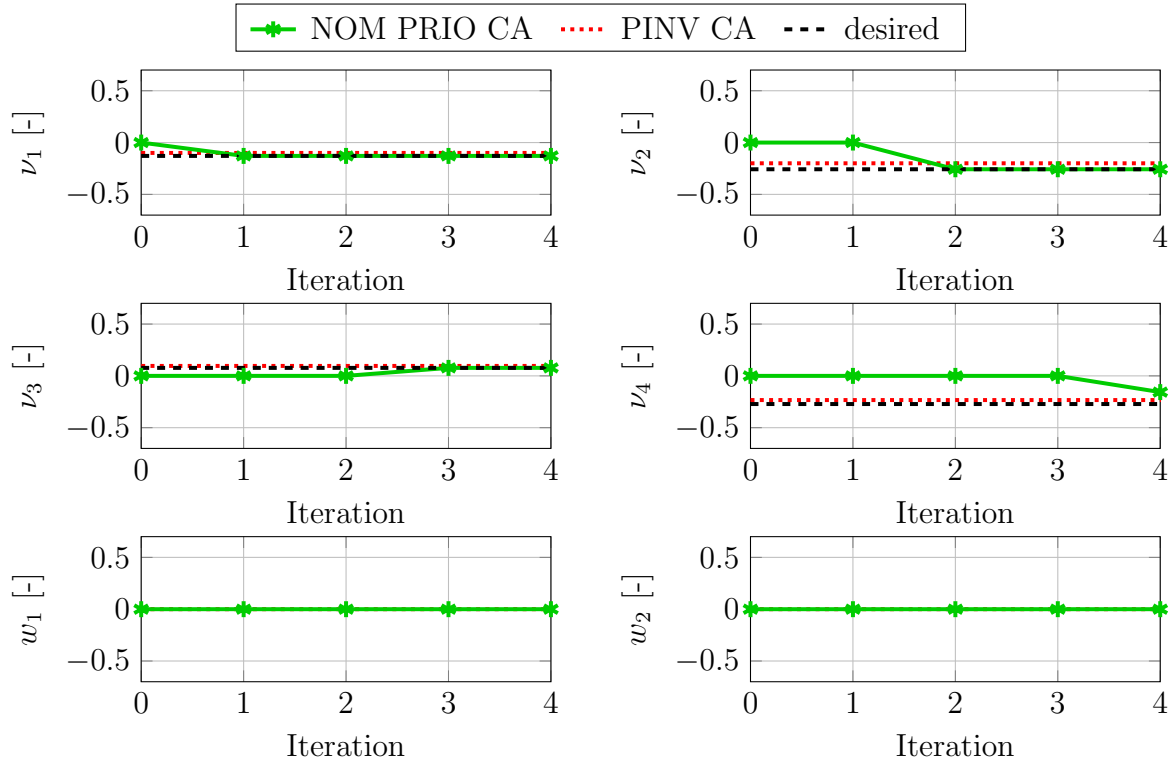 NOM PRIO CA PINV CA desired
0.5
0
−0.5
ν₁ [-]
0 1 2 3 4
Iteration
0.5
0
−0.5
ν₂ [-]
0 1 2 3 4
Iteration
0.5
0
−0.5
ν₃ [-]
0 1 2 3 4
Iteration
0.5
0
−0.5
ν₄ [-]
0 1 2 3 4
Iteration
0.5
0
−0.5
w₁ [-]
0 1 2 3 4
Iteration
0.5
0
−0.5
w₂ [-]
0 1 2 3 4
Iteration